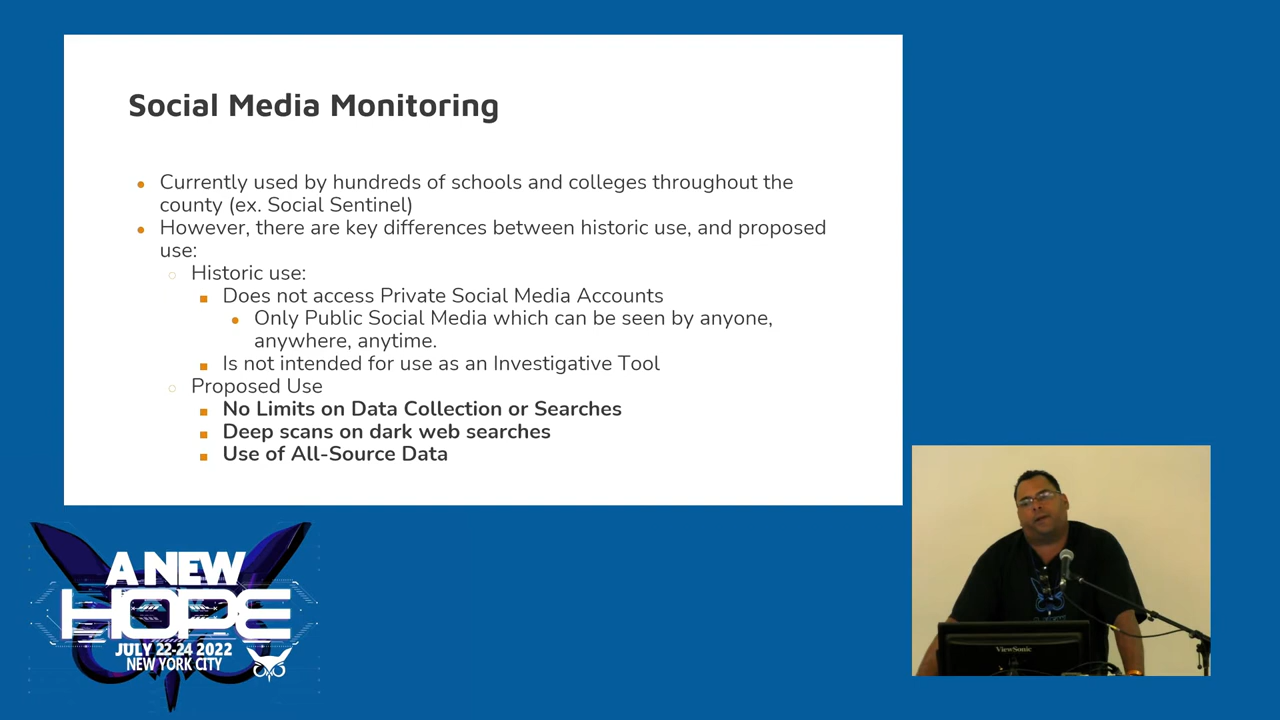 Social Media Monitoring
Currently used by hundreds of schools and colleges throughout the
county (ex. Social Sentinel)
However, there are key differences between historic use, and proposed
use:
Historic use:
Does not access Private Social Media Accounts
Only Public Social Media which can be seen by anyone,
anywhere, anytime.
Is not intended for use as an Investigative Tool
Proposed Use
No Limits on Data Collection or Searches
Deep scans on dark web searches
Use of All-Source Data
A NEW
HOPE
JULY 22-24 2022
NEW YORK CITY
ViewSonic